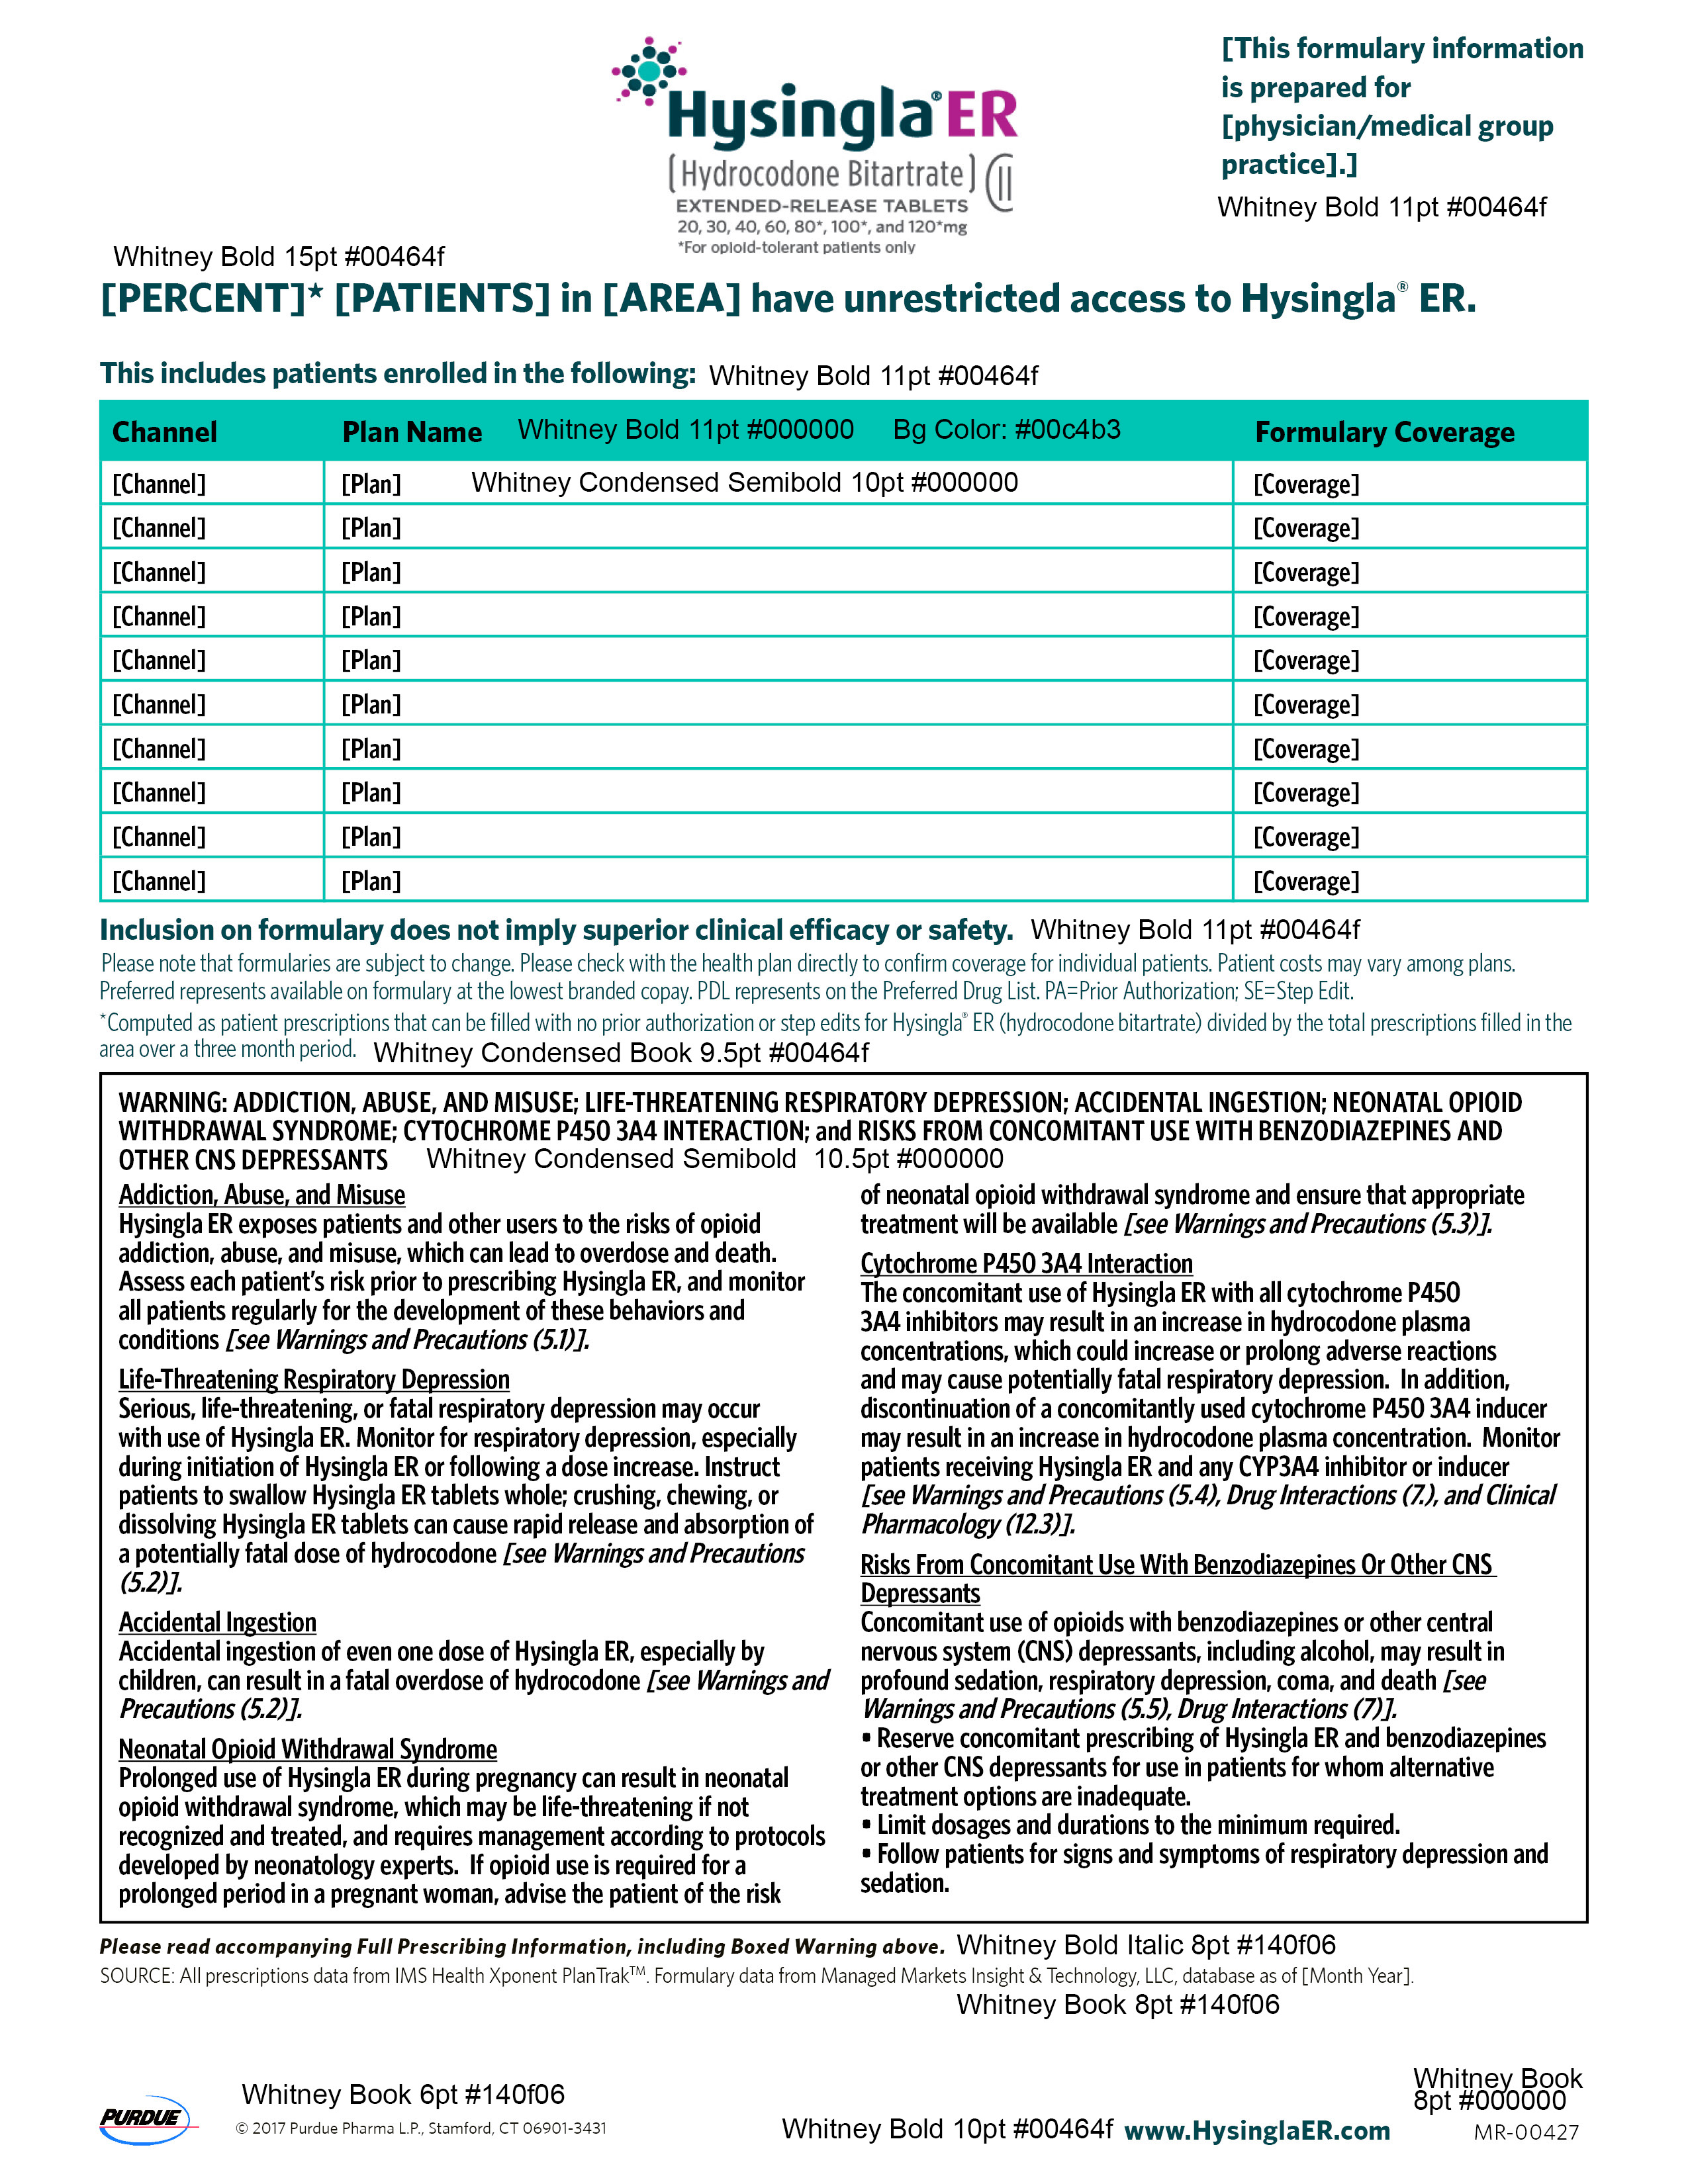 Hysingla® ER
[This formulary information
is prepared for
[physician/medical group
practice].]
(Hydrocodone Bitartrate) CII
EXTENDED-RELEASE TABLETS
20, 30, 40, 60, 80*, 100*, and 120*mg
*For opioid-tolerant patients only
Whitney Bold 11pt #00464f
Whitney Bold 15pt #00464f
[PERCENT]* [PATIENTS] in [AREA] have unrestricted access to Hysingla® ER.
This includes patients enrolled in the following: Whitney Bold 11pt #00464f
Channel Plan Name Whitney Bold 11pt #000000 Bg Color: #00c4b3 Formulary Coverage
[Channel] [Plan] Whitney Condensed Semibold 10pt #000000 [Coverage]
[Channel] [Plan] [Coverage]
[Channel] [Plan] [Coverage]
[Channel] [Plan] [Coverage]
[Channel] [Plan] [Coverage]
[Channel] [Plan] [Coverage]
[Channel] [Plan] [Coverage]
[Channel] [Plan] [Coverage]
[Channel] [Plan] [Coverage]
[Channel] [Plan] [Coverage]
Inclusion on formulary does not imply superior clinical efficacy or safety. Whitney Bold 11pt #00464f
Please note that formularies are subject to change. Please check with the health plan directly to confirm coverage for individual patients. Patient costs may vary among plans.
Preferred represents available on formulary at the lowest branded copay. PDL represents on the Preferred Drug List. PA=Prior Authorization; SE=Step Edit.
*Computed as patient prescriptions that can be filled with no prior authorization or step edits for Hysingla® ER (hydrocodone bitartrate) divided by the total prescriptions filled in the
area over a three month period. Whitney Condensed Book 9.5pt #00464f
WARNING: ADDICTION, ABUSE, AND MISUSE; LIFE-THREATENING RESPIRATORY DEPRESSION; ACCIDENTAL INGESTION; NEONATAL OPIOID
WITHDRAWAL SYNDROME; CYTOCHROME P450 3A4 INTERACTION; and RISKS FROM CONCOMITANT USE WITH BENZODIAZEPINES AND
OTHER CNS DEPRESSANTS Whitney Condensed Semibold 10.5pt #000000
Addiction, Abuse, and Misuse
Hysingla ER exposes patients and other users to the risks of opioid
addiction, abuse, and misuse, which can lead to overdose and death.
Assess each patient's risk prior to prescribing Hysingla ER, and monitor
all patients regularly for the development of these behaviors and
conditions [see Warnings and Precautions (5.1)].
Life-Threatening Respiratory Depression
Serious, life-threatening, or fatal respiratory depression may occur
with use of Hysingla ER. Monitor for respiratory depression, especially
during initiation of Hysingla ER or following a dose increase. Instruct
patients to swallow Hysingla ER tablets whole; crushing, chewing, or
dissolving Hysingla ER tablets can cause rapid release and absorption of
a potentially fatal dose of hydrocodone [see Warnings and Precautions
(5.2)].
Accidental Ingestion
Accidental ingestion of even one dose of Hysingla ER, especially by
children, can result in a fatal overdose of hydrocodone [see Warnings and
Precautions (5.2)].
Neonatal Opioid Withdrawal Syndrome
Prolonged use of Hysingla ER during pregnancy can result in neonatal
opioid withdrawal syndrome, which may be life-threatening if not
recognized and treated, and requires management according to protocols
developed by neonatology experts. If opioid use is required for a
prolonged period in a pregnant woman, advise the patient of the risk
of neonatal opioid withdrawal syndrome and ensure that appropriate
treatment will be available [see Warnings and Precautions (5.3)].
Cytochrome P450 3A4 Interaction
The concomitant use of Hysingla ER with all cytochrome P450
3A4 inhibitors may result in an increase in hydrocodone plasma
concentrations, which could increase or prolong adverse reactions
and may cause potentially fatal respiratory depression. In addition,
discontinuation of a concomitantly used cytochrome P450 3A4 inducer
may result in an increase in hydrocodone plasma concentration. Monitor
patients receiving Hysingla ER and any CYP3A4 inhibitor or inducer
[see Warnings and Precautions (5.4), Drug Interactions (7.), and Clinical
Pharmacology (12.3)].
Risks From Concomitant Use With Benzodiazepines Or Other CNS
Depressants
Concomitant use of opioids with benzodiazepines or other central
nervous system (CNS) depressants, including alcohol, may result in
profound sedation, respiratory depression, coma, and death [see
Warnings and Precautions (5.5), Drug Interactions (7)].
• Reserve concomitant prescribing of Hysingla ER and benzodiazepines
or other CNS depressants for use in patients for whom alternative
treatment options are inadequate.
• Limit dosages and durations to the minimum required.
• Follow patients for signs and symptoms of respiratory depression and
sedation.
Please read accompanying Full Prescribing Information, including Boxed Warning above. Whitney Bold Italic 8pt #140f06
SOURCE: All prescriptions data from IMS Health Xponent PlanTrak™. Formulary data from Managed Markets Insight & Technology, LLC, database as of [Month Year].
Whitney Book 8pt #140f06
Whitney Book
8pt #000000
Whitney Book 6pt #140f06
PURDUE
© 2017 Purdue Pharma L.P., Stamford, CT 06901-3431
Whitney Bold 10pt #00464f www.HysinglaER.com
MR-00427